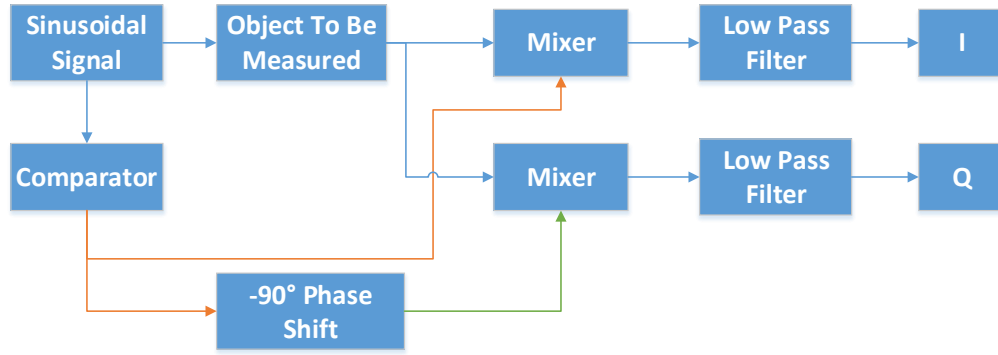 Sinusoidal
Signal
Object To Be
Measured
Mixer
Low Pass
Filter
I
Comparator
Mixer
Low Pass
Filter
Q
-90° Phase
Shift